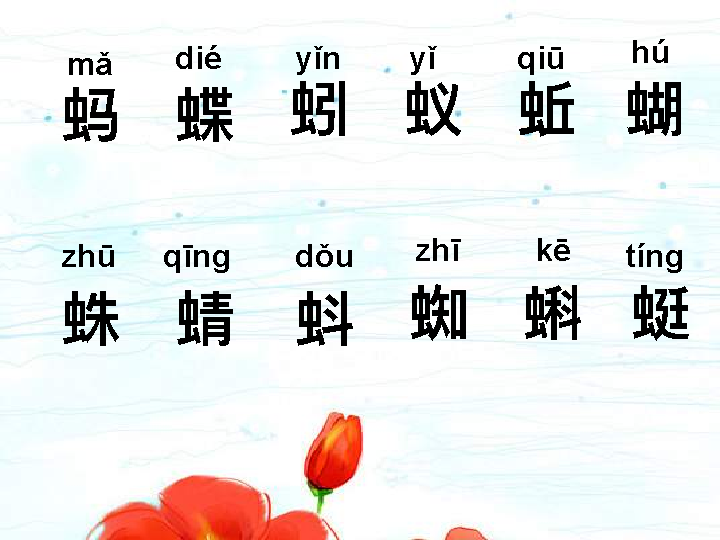 mǎ dié yǐn yǐ qiū hú
蚂 蝶 蚓 蚁 蚯 蝴
zhū qīng dǒu zhī kē tíng
蛛 蜻 蚪 蜘 蝌 蜓